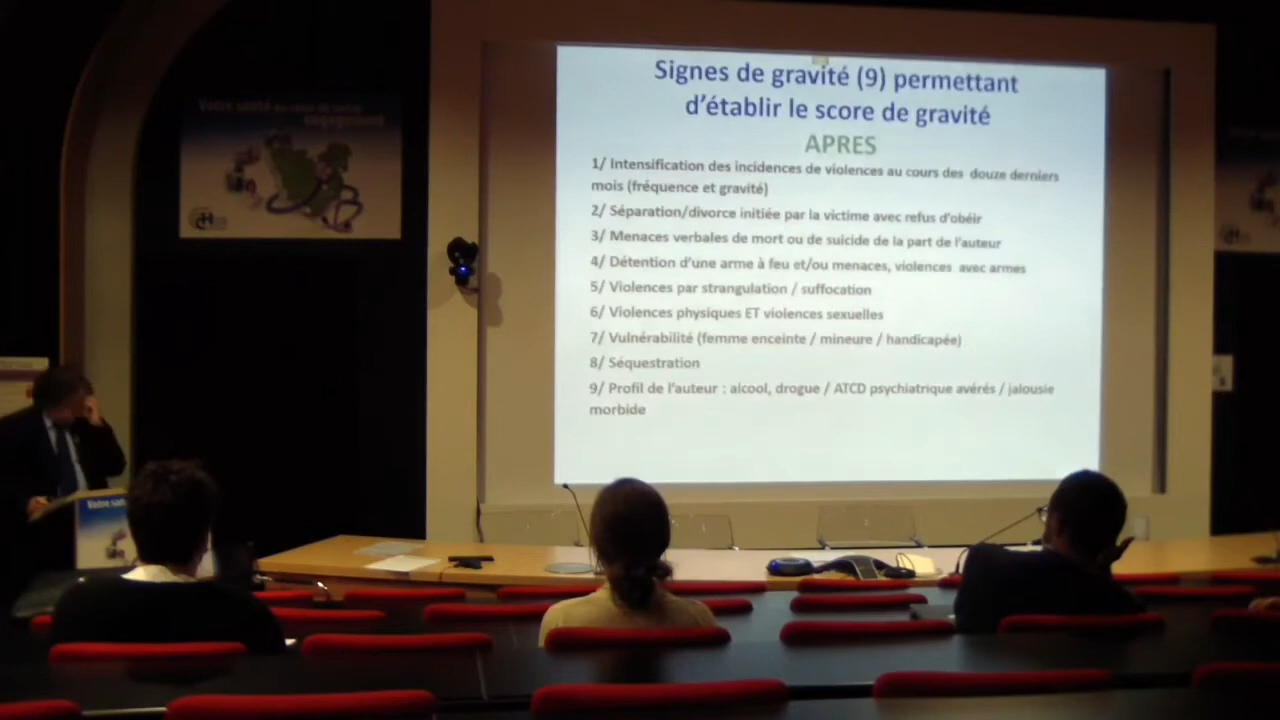 Signes de gravité (9) permettant
d'établir le score de gravité
APRES
1/ Intensification des incidences de violences au cours des douze derniers
mois (fréquence et gravité)
2/ Séparation/divorce initiée par la victime avec refus d'obéir
3/ Menaces verbales de mort ou de suicide de la part de l'auteur
4/ Détention d'une arme à feu et/ou menaces, violences avec armes
5/ Violences par strangulation / suffocation
6/ Violences physiques ET violences sexuelles
7/ Vulnérabilité (femme enceinte / mineure / handicapée)
8/ Séquestration
9/ Profil de l'auteur : alcool, drogue / ATCD psychiatrique avérés / jalousie
morbide
Votre santé
engagement
Votre san